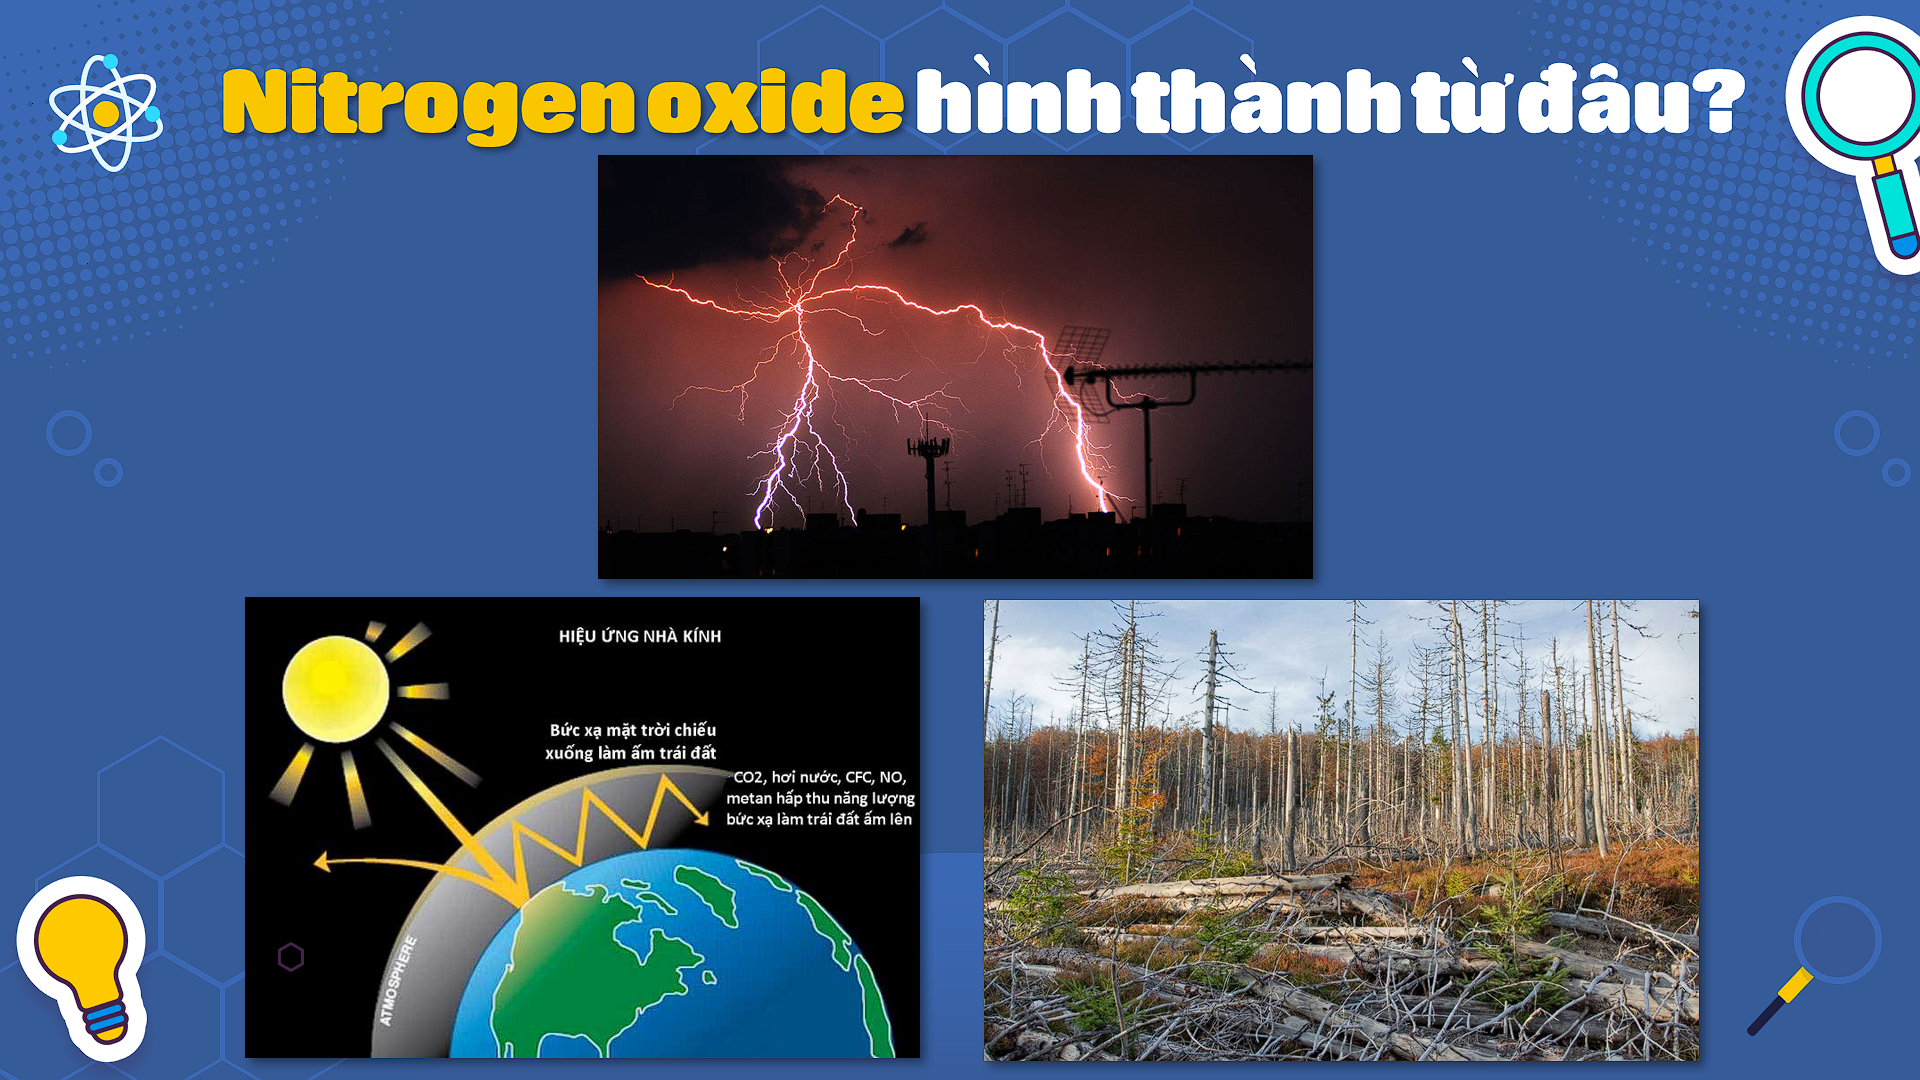 Nitrogen oxide hình thành từ đâu?
HIỆU ỨNG NHÀ KÍNH
Bức xạ mặt trời chiếu
xuống làm ấm trái đất
CO2, hơi nước, CFC, NO,
metan hấp thu năng lượng
bức xạ làm trái đất ấm lên
ATMOSPHERE